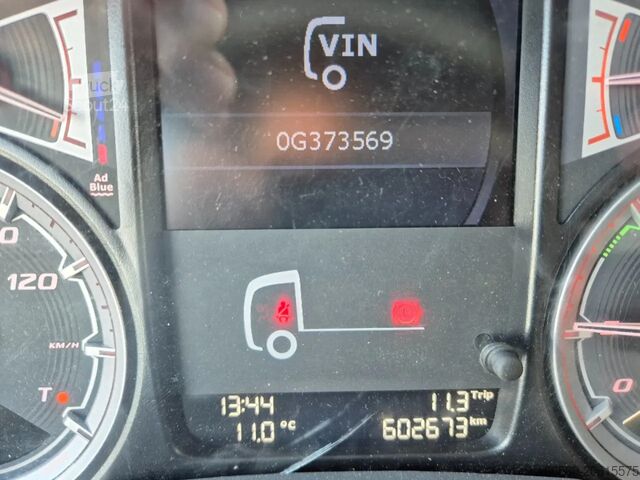 VIN
0G373569
Ad
Blue
120
KM/H
T
0
13:44
11.3 Trip
11.0 °C
602673 km